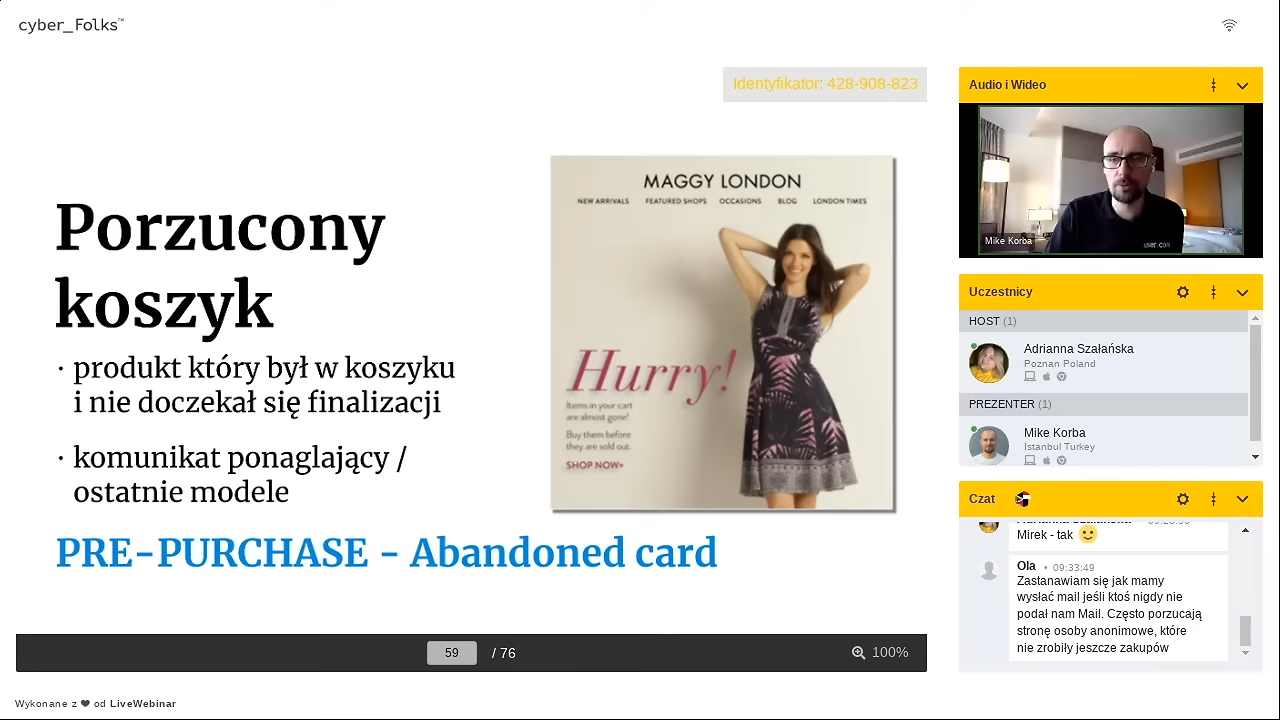 cyber_Folks™
Identyfikator: 428-908-823
Porzucony
koszyk
· produkt który był w koszyku
i nie doczekał się finalizacji
· komunikat ponaglający /
ostatnie modele
PRE-PURCHASE - Abandoned card
MAGGY LONDON
NEW ARRIVALS FEATURED SHOPS OCCASIONS BLOG LONDON TIMES
Hurry!
Items in your cart
are almost gone!
Buy them before
they are sold out.
SHOP NOW»
59 / 76
100%
Audio i Wideo
user.com
Mike Korba
Uczestnicy
HOST (1)
Adrianna Szalańska
Poznan Poland
PREZENTER (1)
Mike Korba
Istanbul Turkey
Czat
Mirek - tak
Ola • 09:33:49
Zastanawiam się jak mamy
wysłać mail jeśli ktoś nigdy nie
podał nam Mail. Często porzucają
stronę osoby anonimowe, które
nie zrobiły jeszcze zakupów
Wykonane z od LiveWebinar